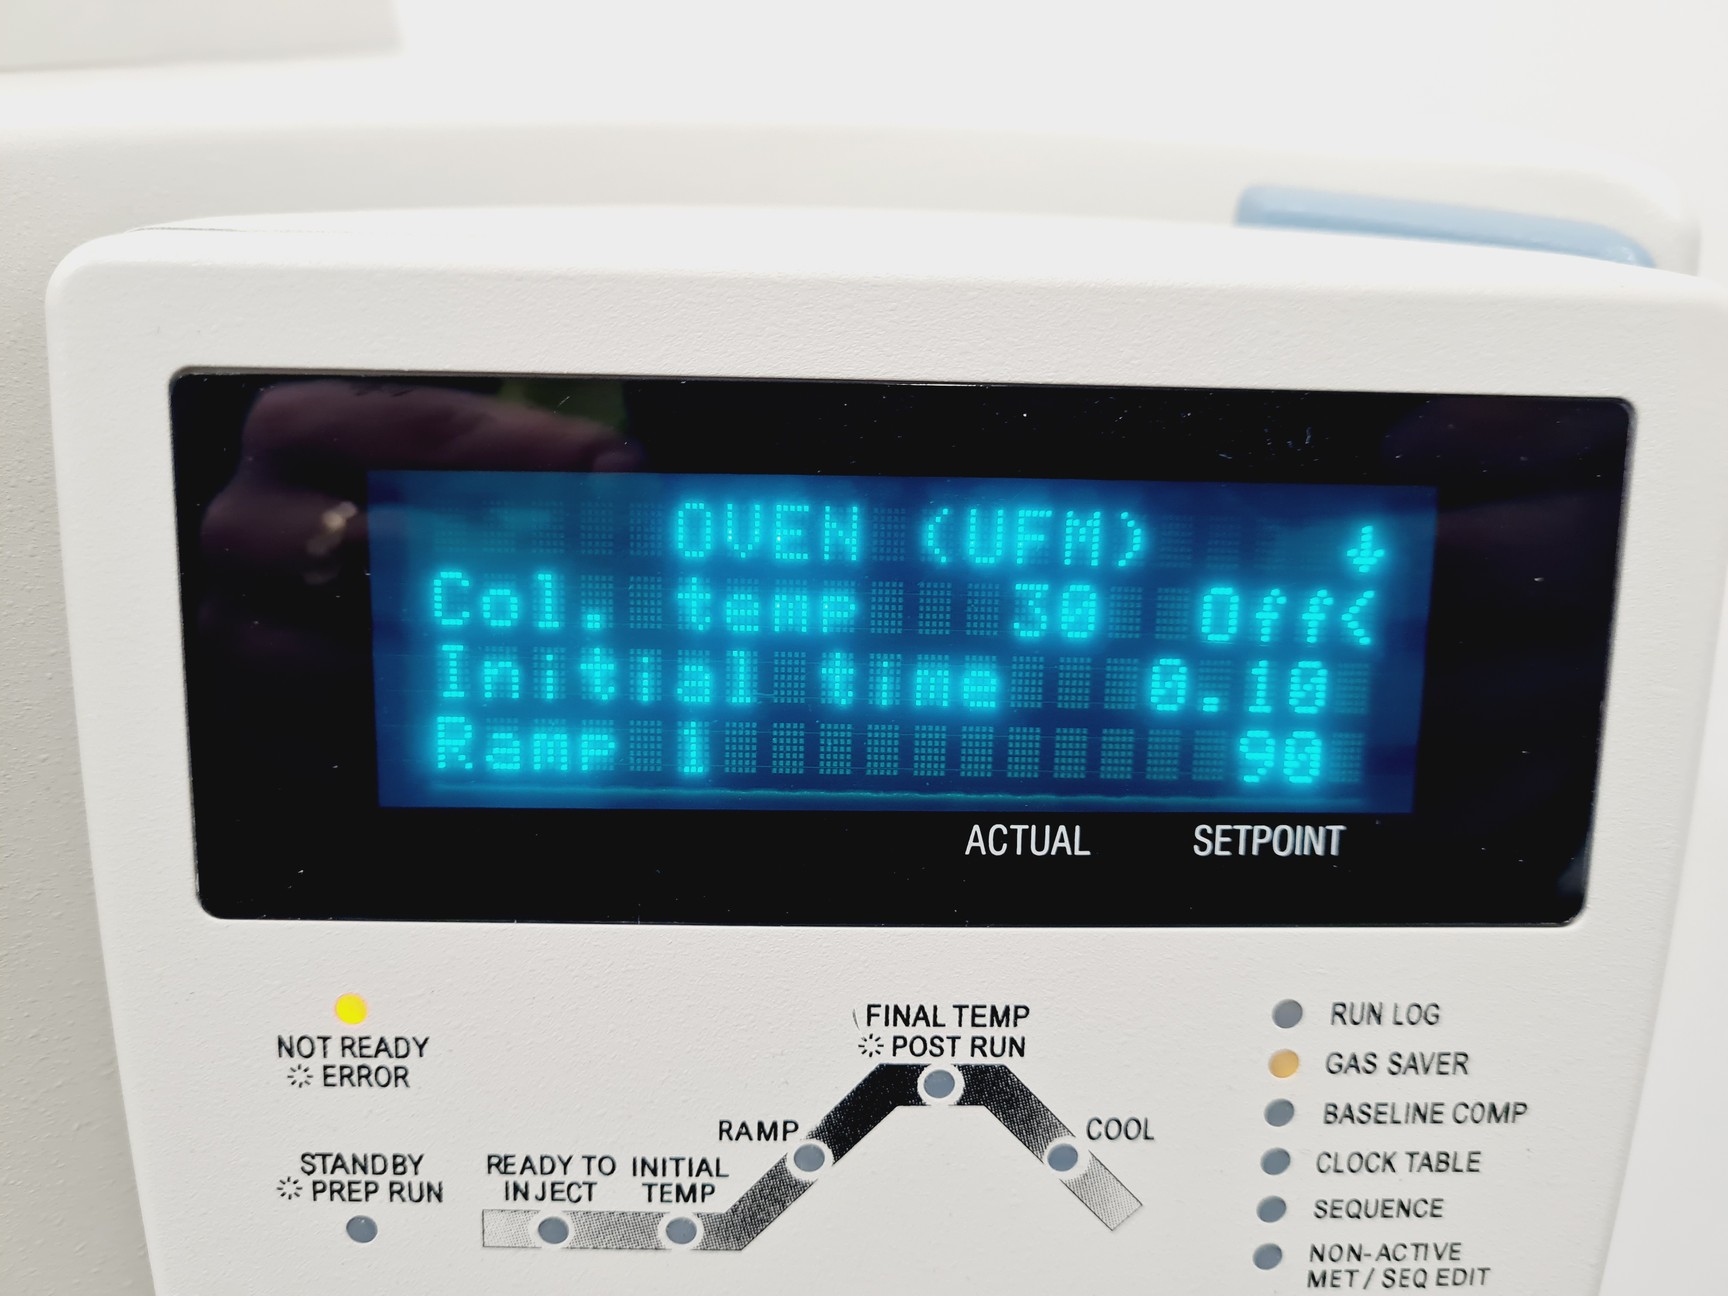 OVEN (UFM) ↓
Col. temp 30 Off<
Initial time 0.10
Ramp 1 90
ACTUAL SETPOINT
NOT READY
ERROR
STANDBY
PREP RUN
READY TO
INJECT
INITIAL
TEMP
RAMP
FINAL TEMP
POST RUN
COOL
RUN LOG
GAS SAVER
BASELINE COMP
CLOCK TABLE
SEQUENCE
NON-ACTIVE
MET / SEQ EDIT